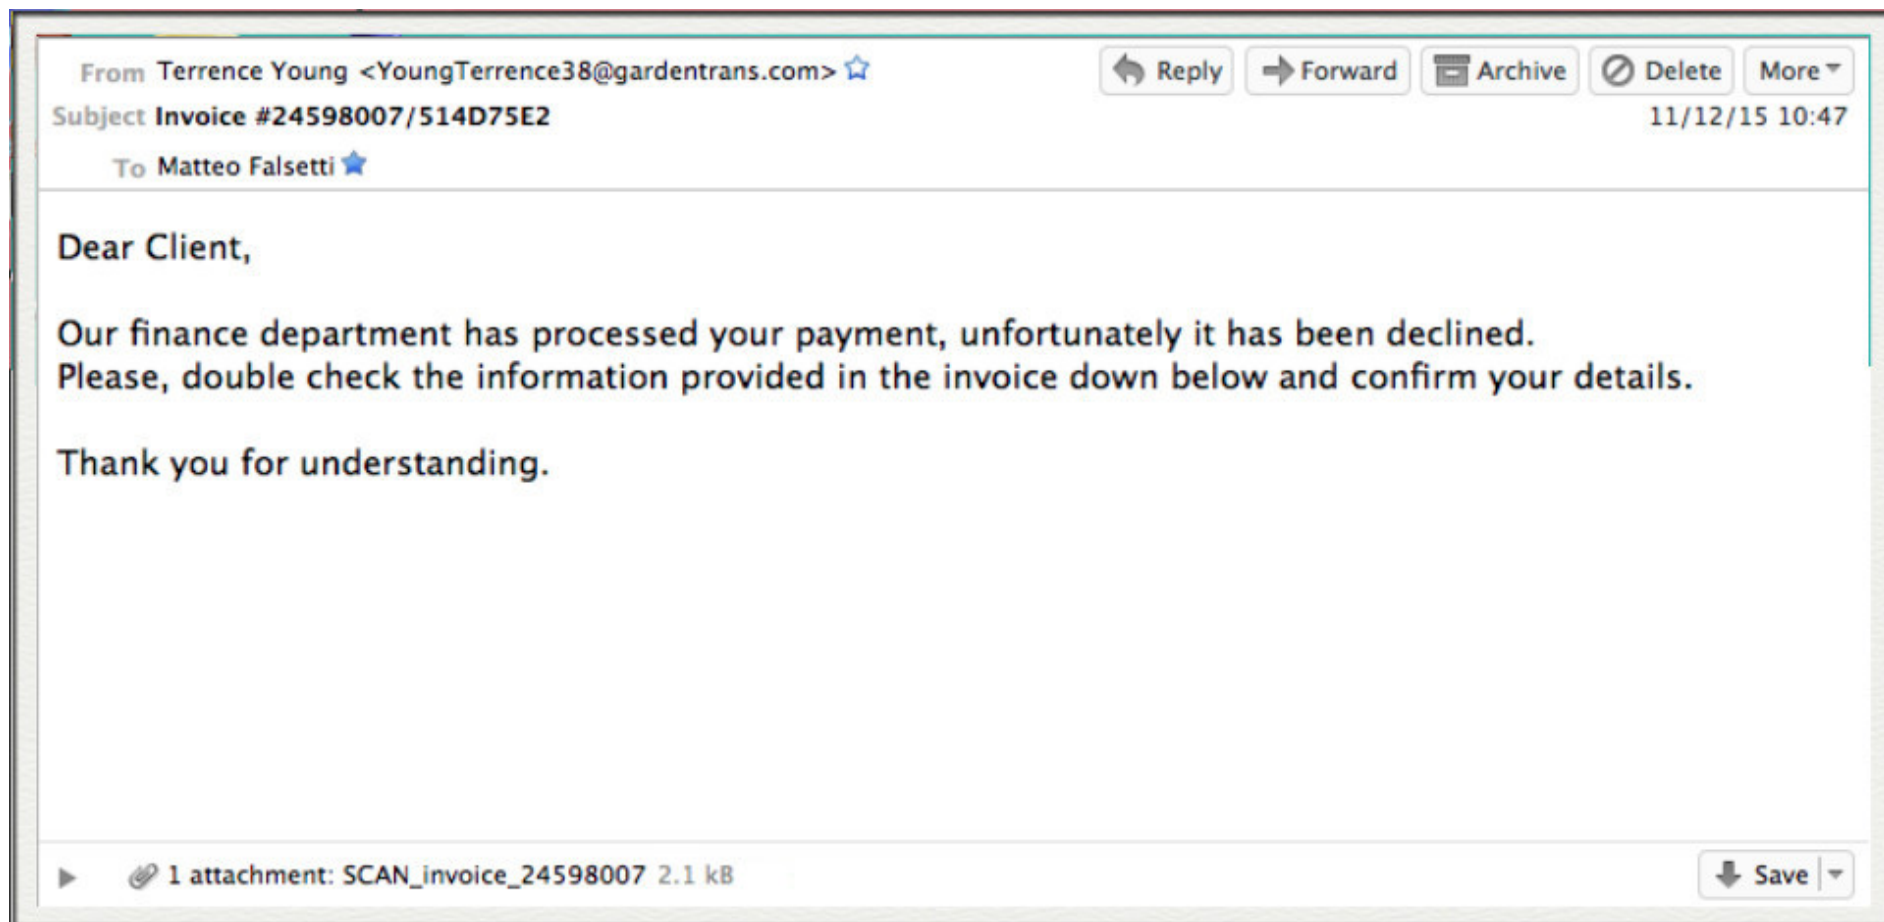 From Terrence Young <YoungTerrence38@gardentrans.com>
Reply Forward Archive Delete More
Subject Invoice #24598007/514D75E2
11/12/15 10:47
To Matteo Falsetti
Dear Client,
Our finance department has processed your payment, unfortunately it has been declined.
Please, double check the information provided in the invoice down below and confirm your details.
Thank you for understanding.
1 attachment: SCAN_invoice_24598007 2.1 kB
Save